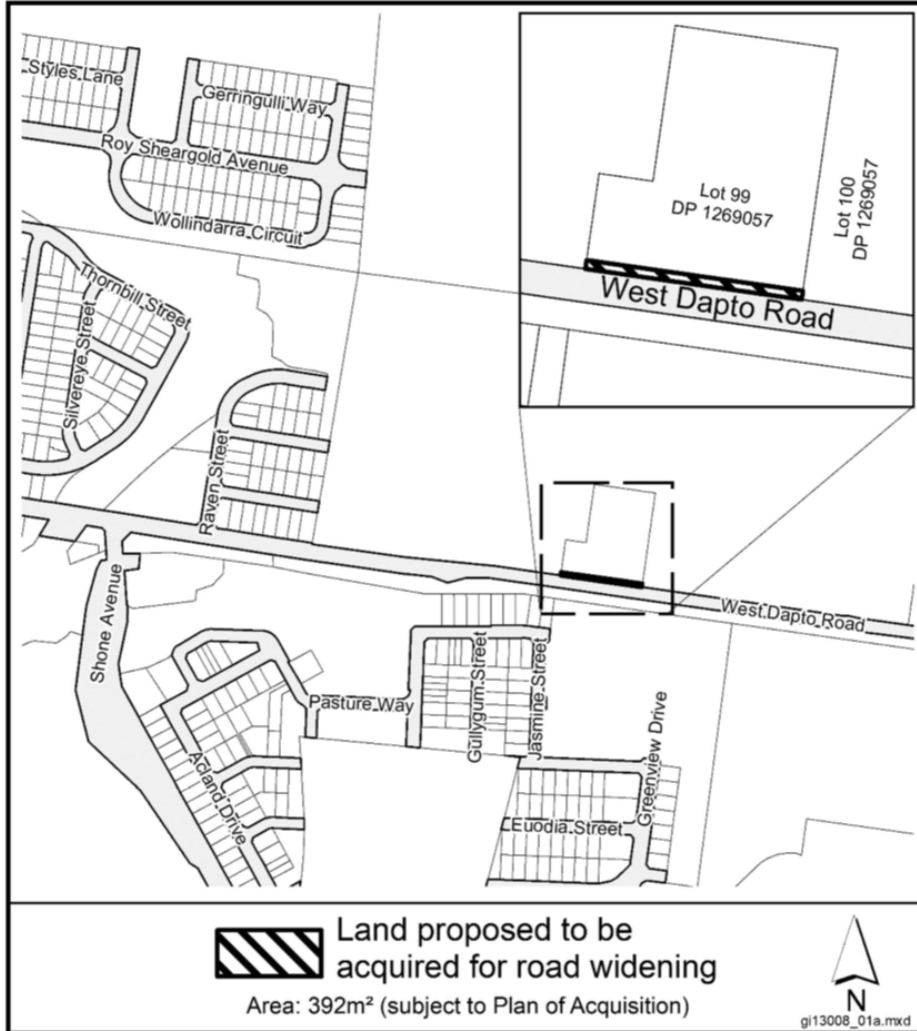 Styles Lane
Gerringulli Way
Roy Sheargold Avenue
Wollindarra Circuit
Thornbill Street
Silvereye Street
Raven Street
Shone Avenue
Lot 99
DP 1269057
Lot 100
DP 1269057
West Dapto Road
West Dapto Road
Pasture Way
Gullygum Street
Jasmine Street
Greenview Drive
Acland Drive
Euodia Street
Land proposed to be
acquired for road widening
Area: 392m² (subject to Plan of Acquisition)
N
gi13008_01a.mxd